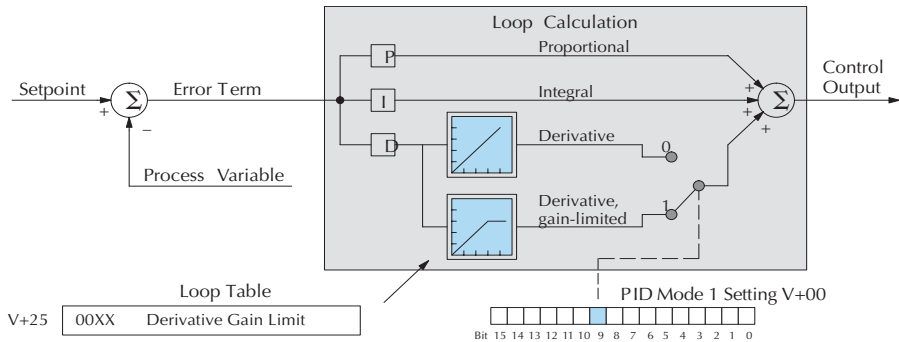 Loop Calculation
P
Proportional
Setpoint
Σ
Error Term
I
Integral
Σ
Control
Output
+
−
+
+
+
D
Derivative
0
Process Variable
Derivative,
gain-limited
1
Loop Table
PID Mode 1 Setting V+00
V+25
00XX Derivative Gain Limit
Bit 15 14 13 12 11 10 9 8 7 6 5 4 3 2 1 0